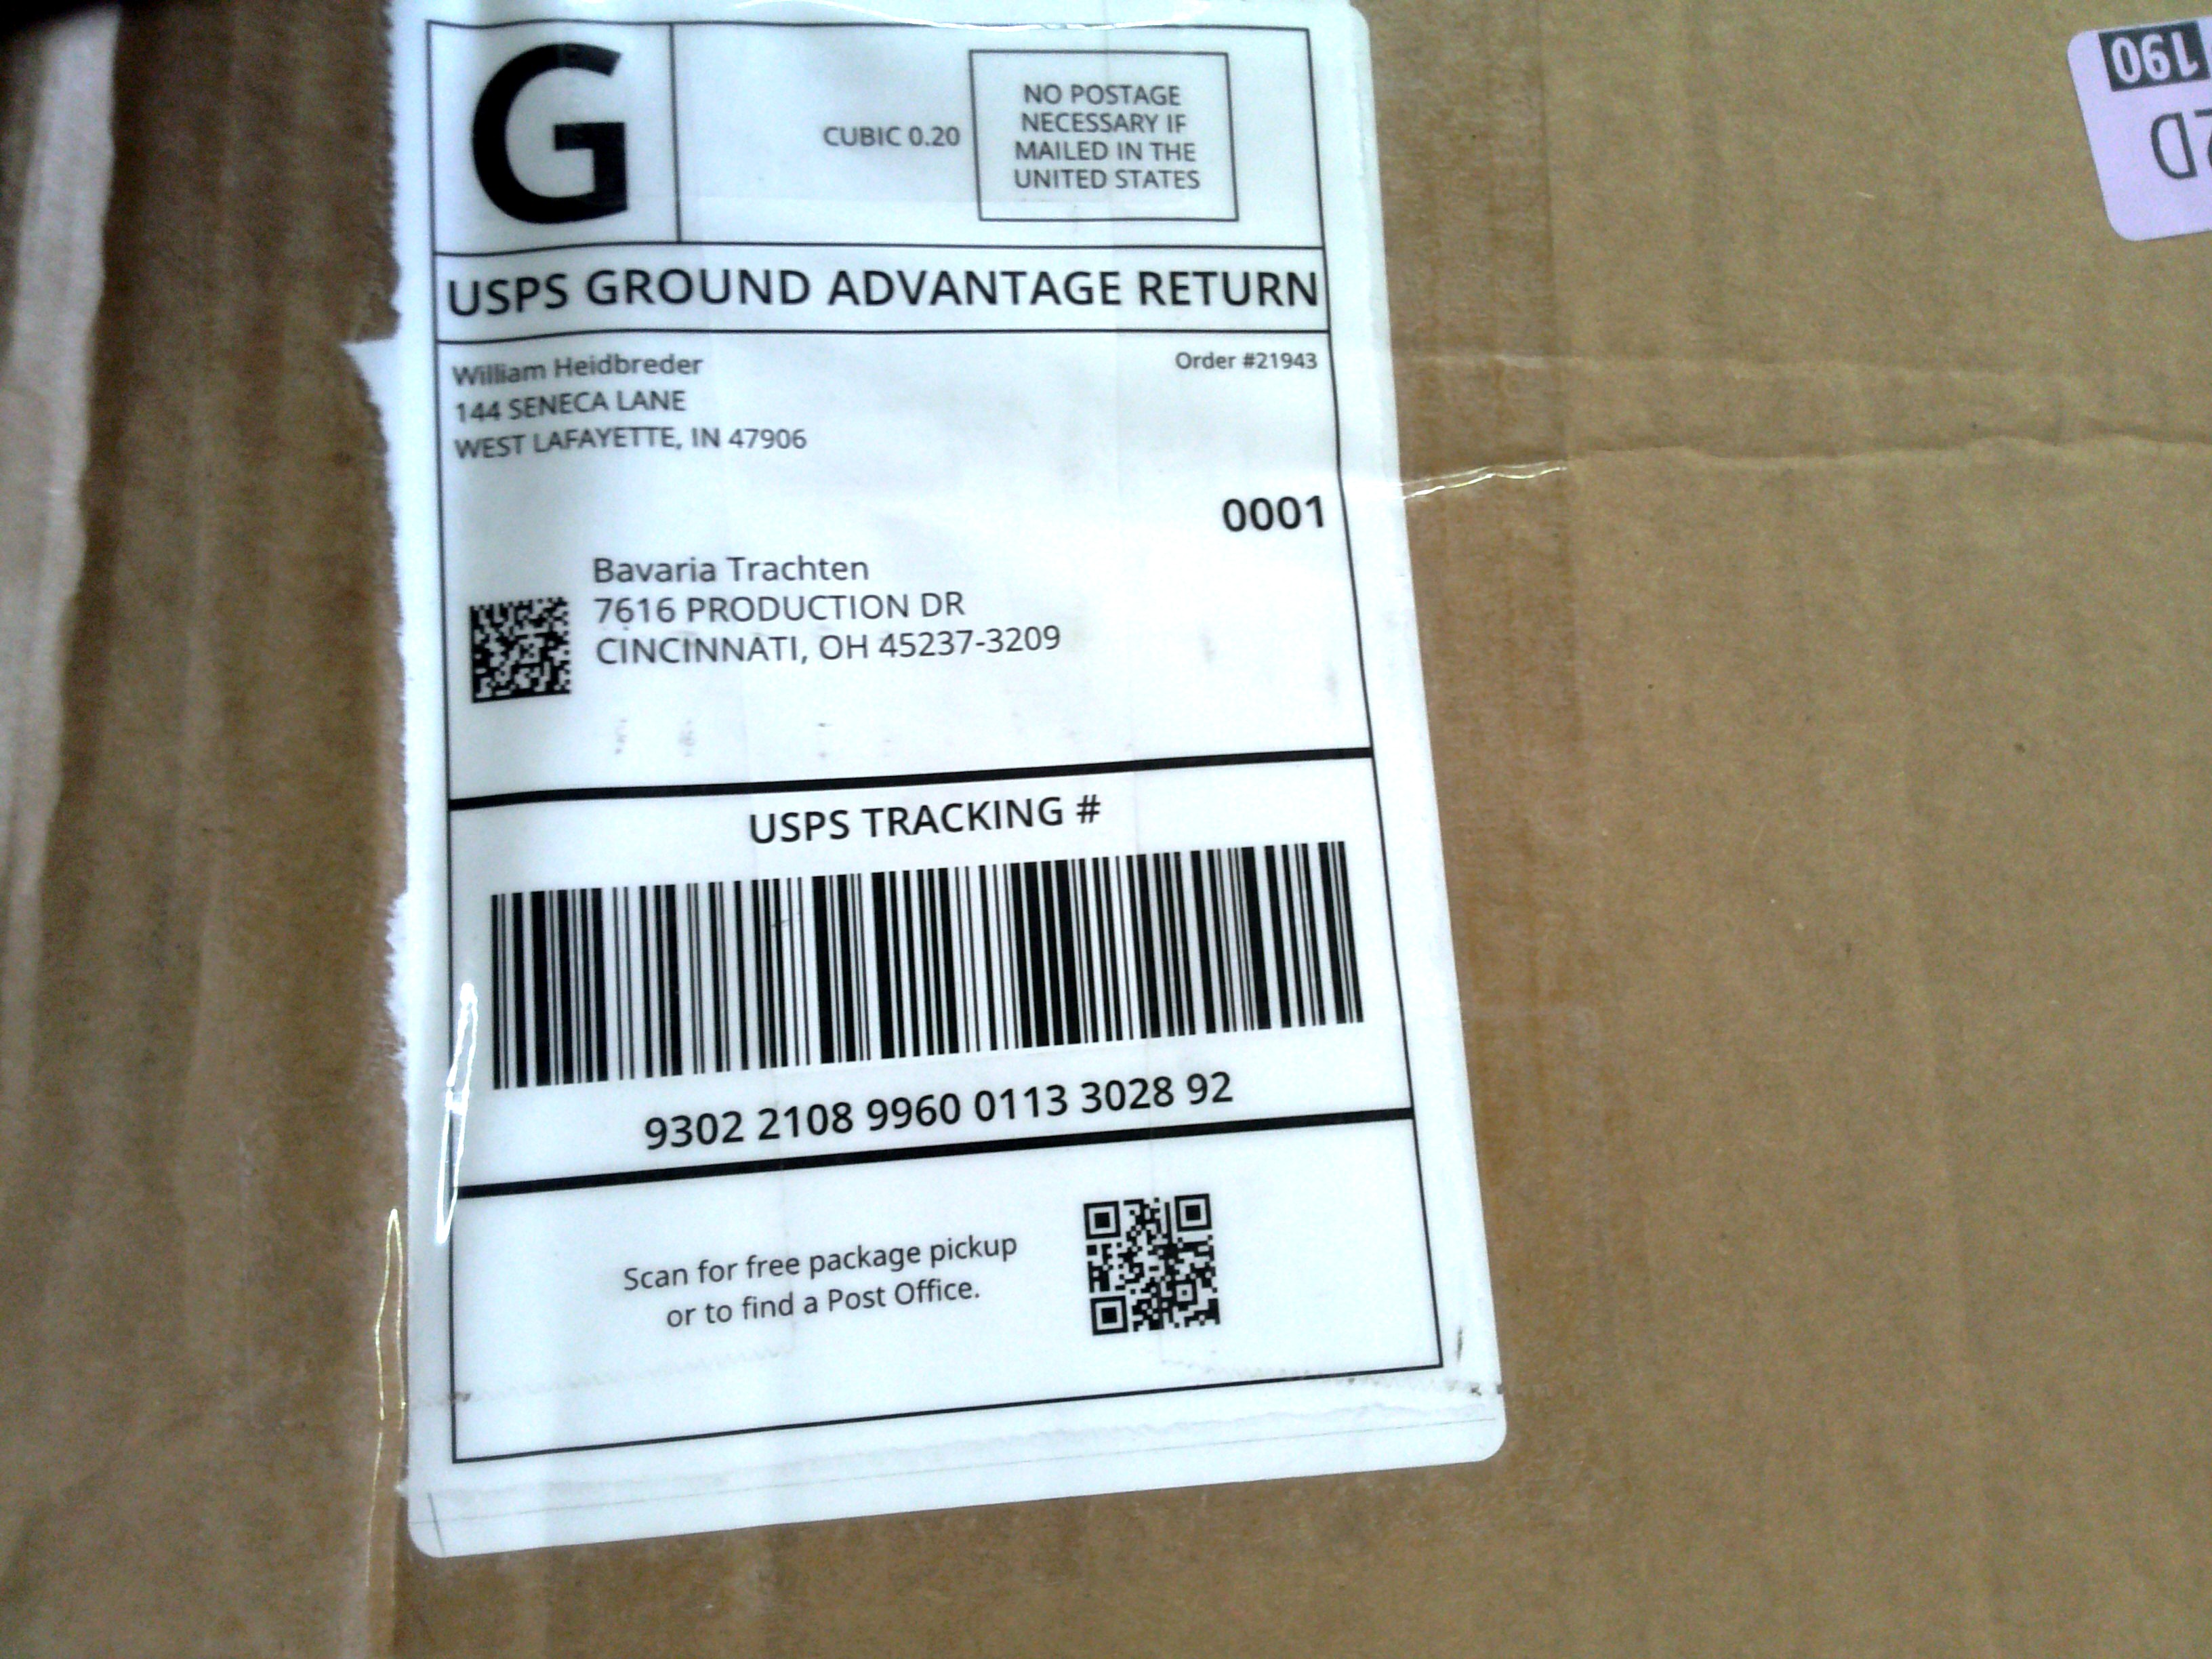 G
CUBIC 0.20
NO POSTAGE
NECESSARY IF
MAILED IN THE
UNITED STATES
USPS GROUND ADVANTAGE RETURN
William Heidbreder
144 SENECA LANE
WEST LAFAYETTE, IN 47906
Order #21943
0001
Bavaria Trachten
7616 PRODUCTION DR
CINCINNATI, OH 45237-3209
USPS TRACKING #
9302 2108 9960 0113 3028 92
Scan for free package pickup
or to find a Post Office.
190